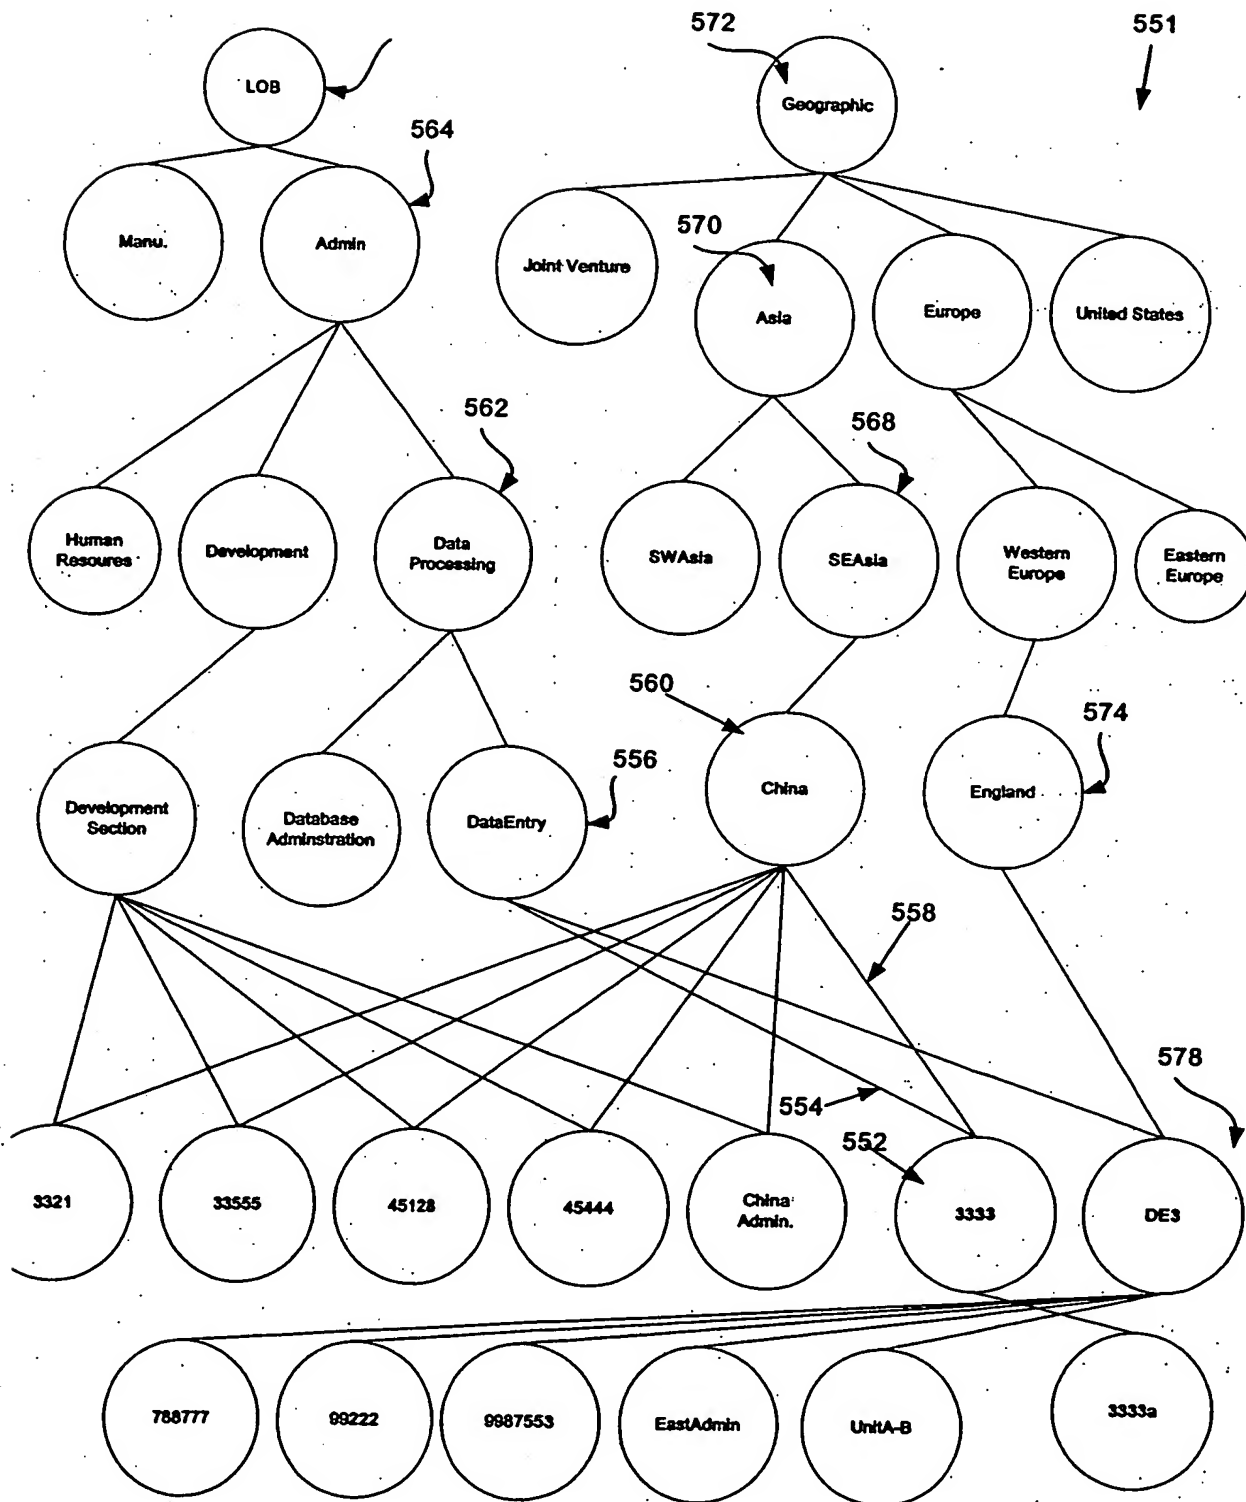 572
551
LOB
Geographic
564
Manu.
Admin
570
Joint Venture
Asia
Europe
United States
562
568
Human
Resoures
Development
Data
Processing
SWAsia
SEAsia
Western
Europe
Eastern
Europe
560
574
556
Development
Section
Database
Adminstration
DataEntry
China
England
558
578
554
552
3321
33555
45128
45444
China
Admin.
3333
DE3
788777
99222
9987553
EastAdmin
UnitA-B
3333a